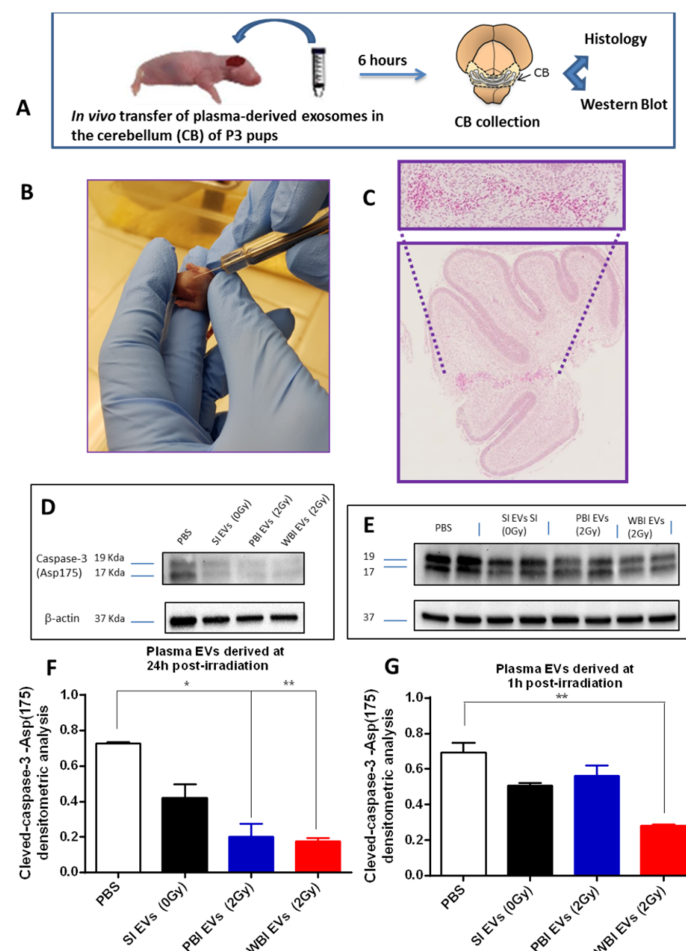 A
6 hours
Histology
CB
Western Blot
In vivo transfer of plasma-derived exosomes in
the cerebellum (CB) of P3 pups
CB collection
B
C
D
PBS
SI EVs (0Gy)
PBI EVs (2Gy)
WBI EVs (2Gy)
Caspase-3 19 Kda
(Asp175) 17 Kda
β-actin 37 Kda
E
PBS | SI EVs SI | PBI EVs | WBI EVs |
(0Gy) (2Gy) (2Gy)
19
17
37
F
Plasma EVs derived at
24h post-irradiation
Cleved-caspase-3 -Asp(175)
densitometric analysis
1.0
0.8
0.6
0.4
0.2
0.0
* **
PBS
SI EVs (0Gy)
PBI EVs (2Gy)
WBI EVs (2Gy)
G
Plasma EVs derived at
1h post-irradiation
Cleved-caspase-3 -Asp(175)
densitometric analysis
1.0
0.8
0.6
0.4
0.2
0.0
**
PBS
SI EVs (0Gy)
PBI EVs (2Gy)
WBI EVs (2Gy)